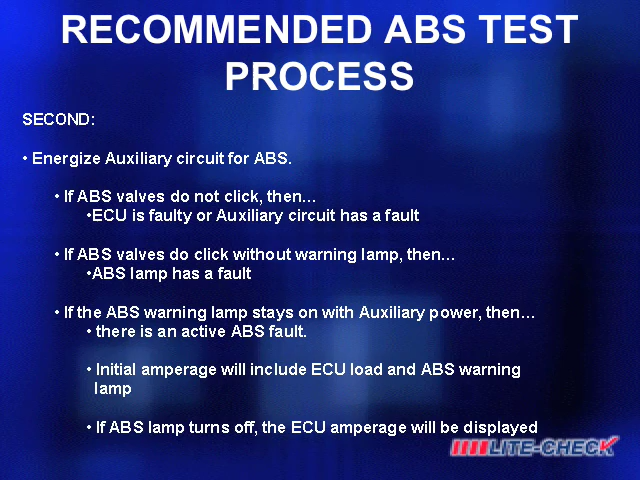 RECOMMENDED ABS TEST
PROCESS
SECOND:
• Energize Auxiliary circuit for ABS.
• If ABS valves do not click, then…
•ECU is faulty or Auxiliary circuit has a fault
• If ABS valves do click without warning lamp, then…
•ABS lamp has a fault
• If the ABS warning lamp stays on with Auxiliary power, then…
• there is an active ABS fault.
• Initial amperage will include ECU load and ABS warning
lamp
• If ABS lamp turns off, the ECU amperage will be displayed
LITE-CHECK